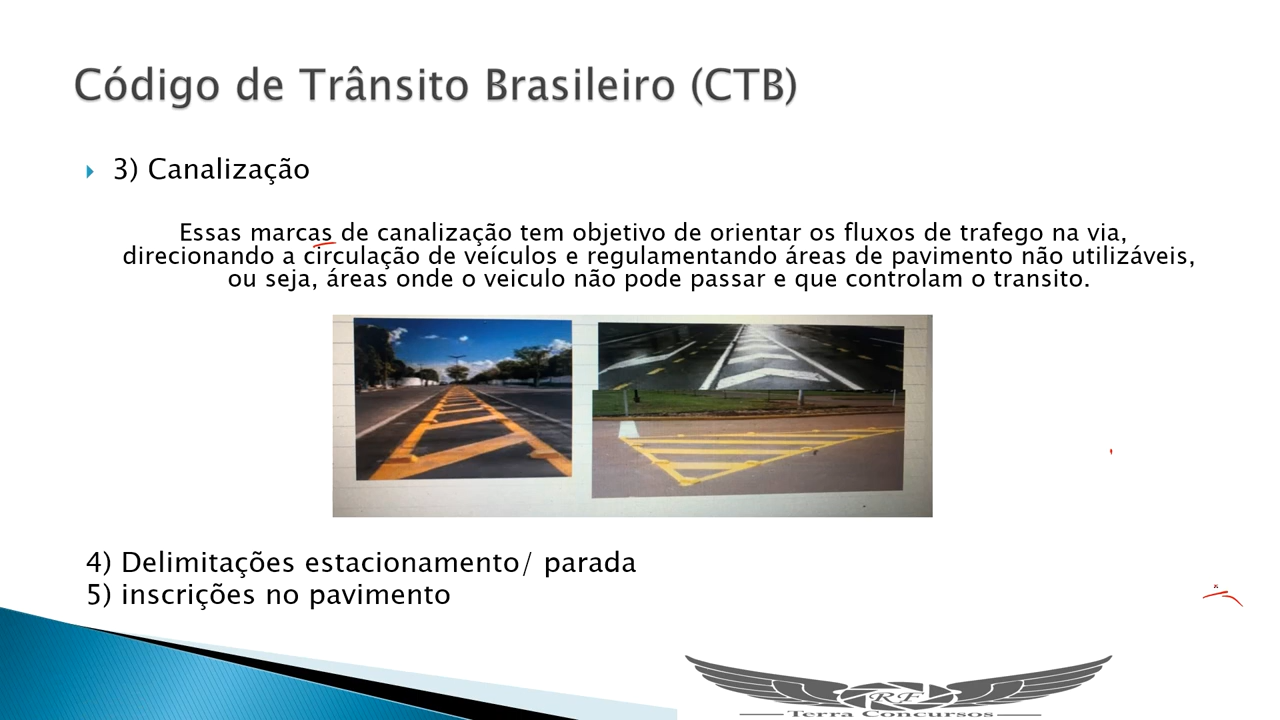 Código de Trânsito Brasileiro (CTB)
3) Canalização
Essas marcas de canalização tem objetivo de orientar os fluxos de trafego na via,
direcionando a circulação de veículos e regulamentando áreas de pavimento não utilizáveis,
ou seja, áreas onde o veiculo não pode passar e que controlam o transito.
4) Delimitações estacionamento/ parada
5) inscrições no pavimento
RF
Terra Concursos